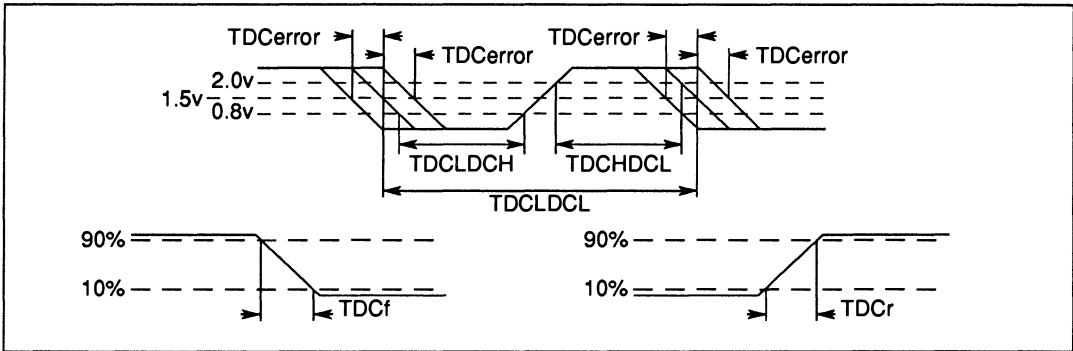 TDCerror TDCerror
TDCerror TDCerror
2.0v
1.5v
0.8v
TDCLDCH TDCHDCL
TDCLDCL
90% 90%
10% 10%
TDCf TDCr